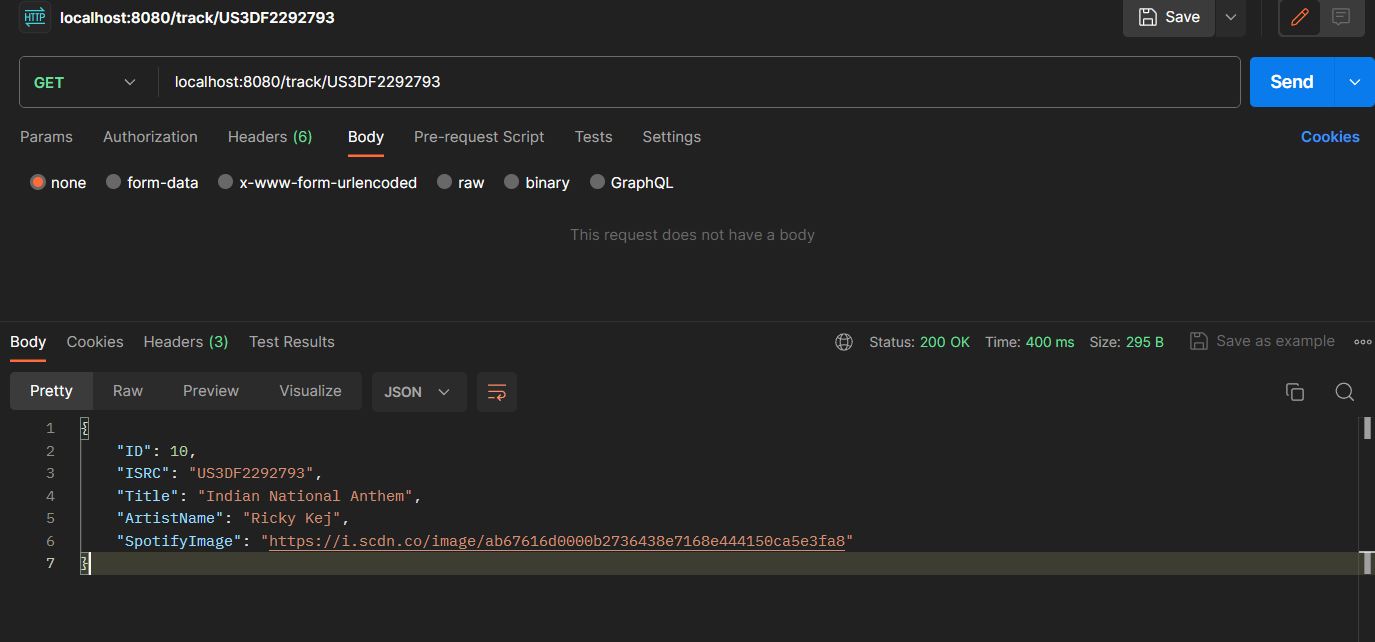 HTTP localhost:8080/track/US3DF2292793 Save
GET localhost:8080/track/US3DF2292793 Send
Params Authorization Headers (6) Body Pre-request Script Tests Settings Cookies
none form-data x-www-form-urlencoded raw binary GraphQL
This request does not have a body
Body Cookies Headers (3) Test Results Status: 200 OK Time: 400 ms Size: 295 B Save as example
Pretty Raw Preview Visualize JSON
1 {
2 "ID": 10,
3 "ISRC": "US3DF2292793",
4 "Title": "Indian National Anthem",
5 "ArtistName": "Ricky Kej",
6 "SpotifyImage": "https://i.scdn.co/image/ab67616d0000b2736438e7168e444150ca5e3fa8"
7 }